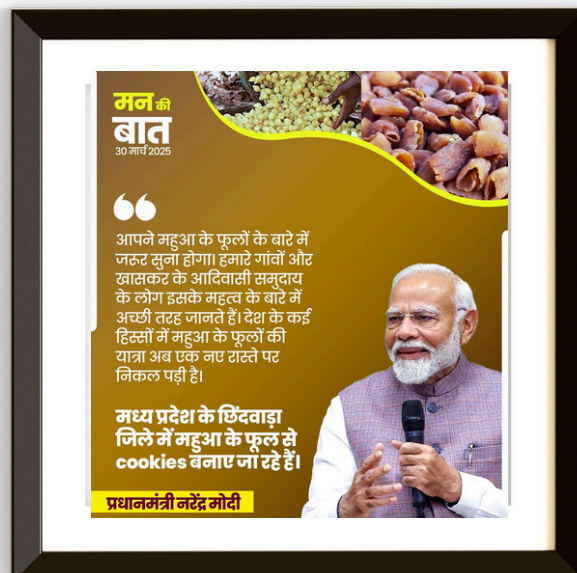 मन की
बात
30 मार्च 2025
आपने महुआ के फूलों के बारे में
जरूर सुना होगा। हमारे गांवों और
खासकर के आदिवासी समुदाय
के लोग इसके महत्व के बारे में
अच्छी तरह जानते हैं। देश के कई
हिस्सों में महुआ के फूलों की
यात्रा अब एक नए रास्ते पर
निकल पड़ी है।
मध्य प्रदेश के छिंदवाड़ा
जिले में महुआ के फूल से
cookies बनाए जा रहे हैं।
प्रधानमंत्री नरेंद्र मोदी